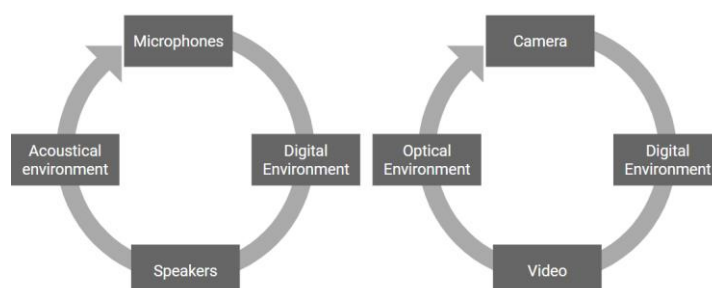 Microphones
Acoustical
environment
Digital
Environment
Speakers
Camera
Optical
Environment
Digital
Environment
Video